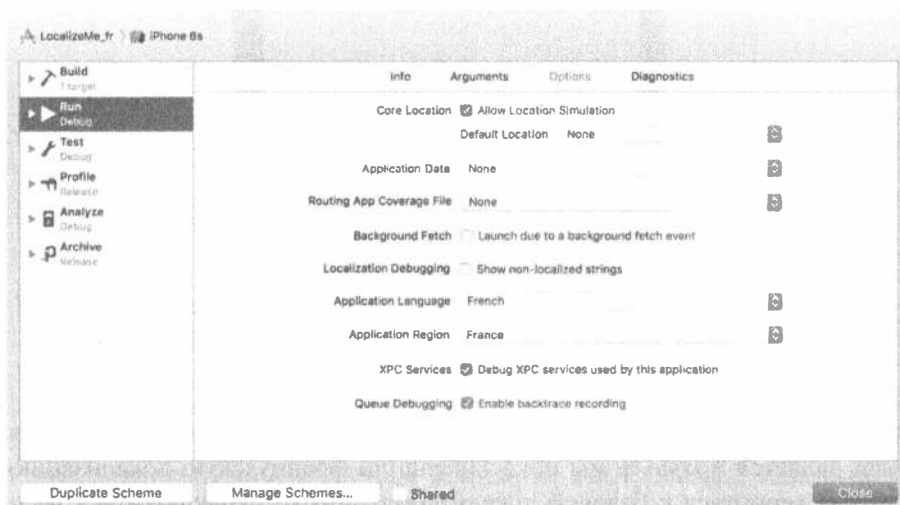 LocalizeMe_fr iPhone 6s
Build
1 target
Run
Debug
Test
Debug
Profile
Release
Analyze
Debug
Archive
Release
Info Arguments Options Diagnostics
Core Location Allow Location Simulation
Default Location None
Application Data None
Routing App Coverage File None
Background Fetch Launch due to a background fetch event
Localization Debugging Show non-localized strings
Application Language French
Application Region France
XPC Services Debug XPC services used by this application
Queue Debugging Enable backtrace recording
Duplicate Scheme Manage Schemes... Shared Close